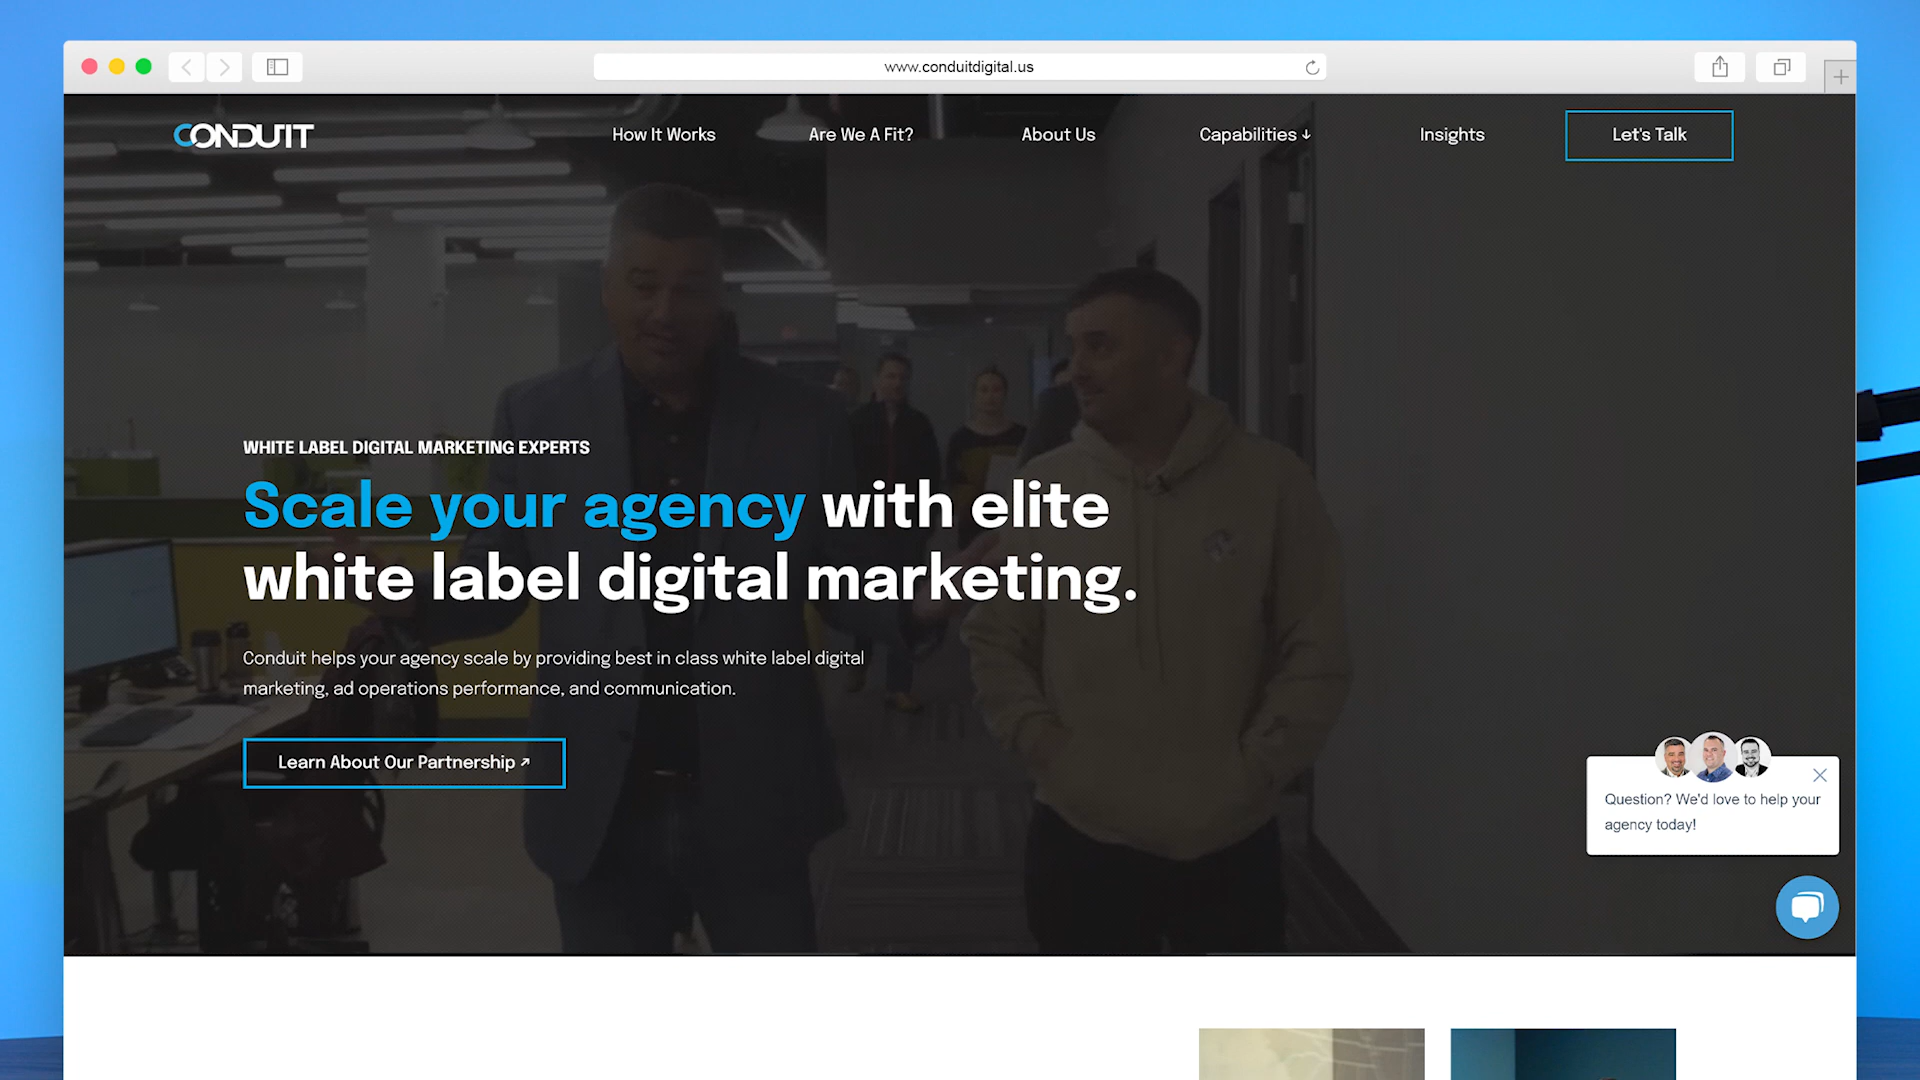 www.conduitdigital.us
CONDUIT
How It Works
Are We A Fit?
About Us
Capabilities ↓
Insights
Let's Talk
WHITE LABEL DIGITAL MARKETING EXPERTS
Scale your agency with elite
white label digital marketing.
Conduit helps your agency scale by providing best in class white label digital
marketing, ad operations performance, and communication.
Learn About Our Partnership ↗
Question? We'd love to help your
agency today!